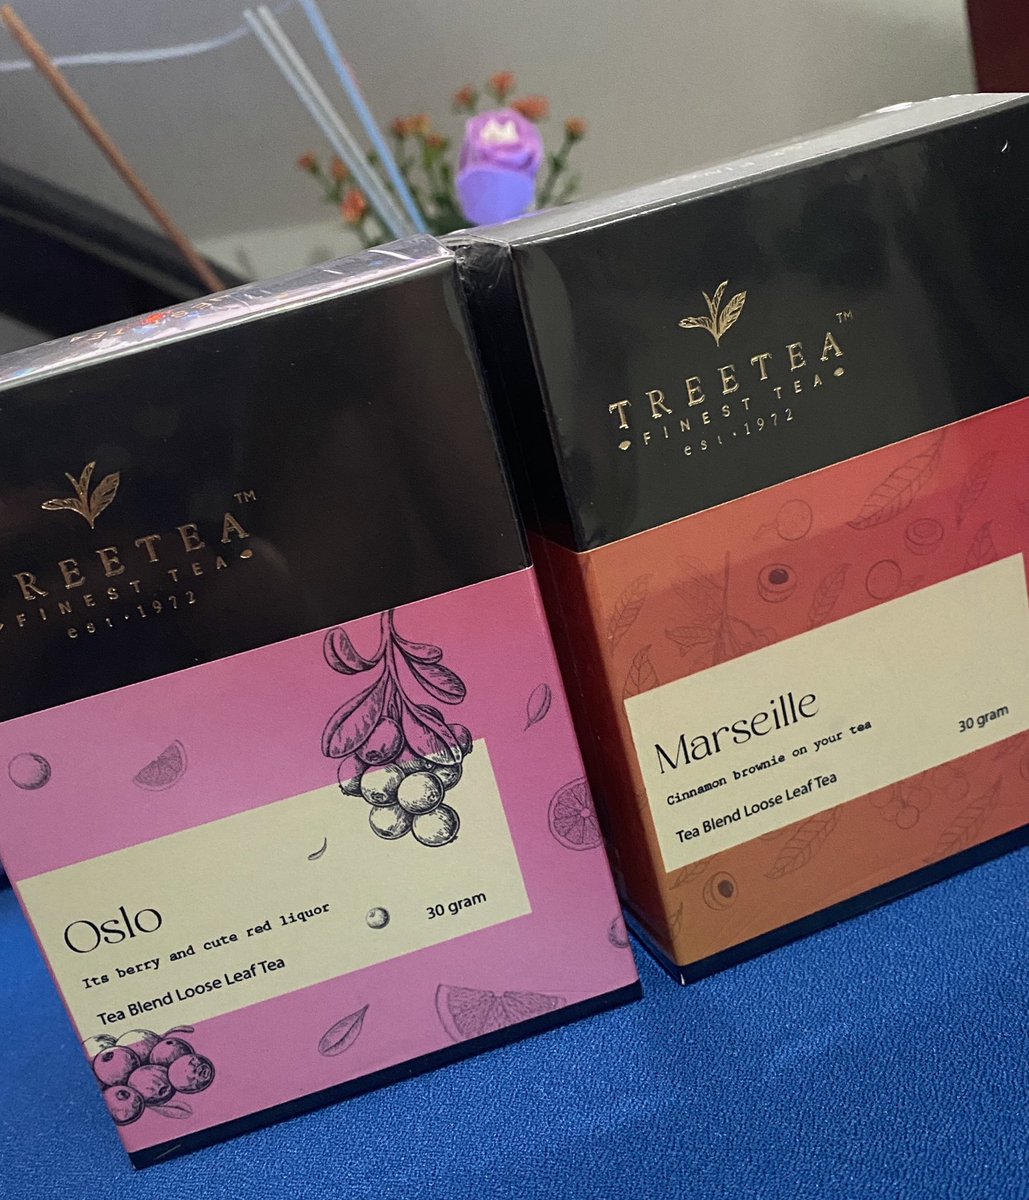 REETEA™
FINEST TEA
est·1972
Oslo
Its berry and cute red liquor
30 gram
Tea Blend Loose Leaf Tea
TREETEA™
FINEST TEA
est·1972
Marseille
Cinnamon brownie on your tea
30 gram
Tea Blend Loose Leaf Tea